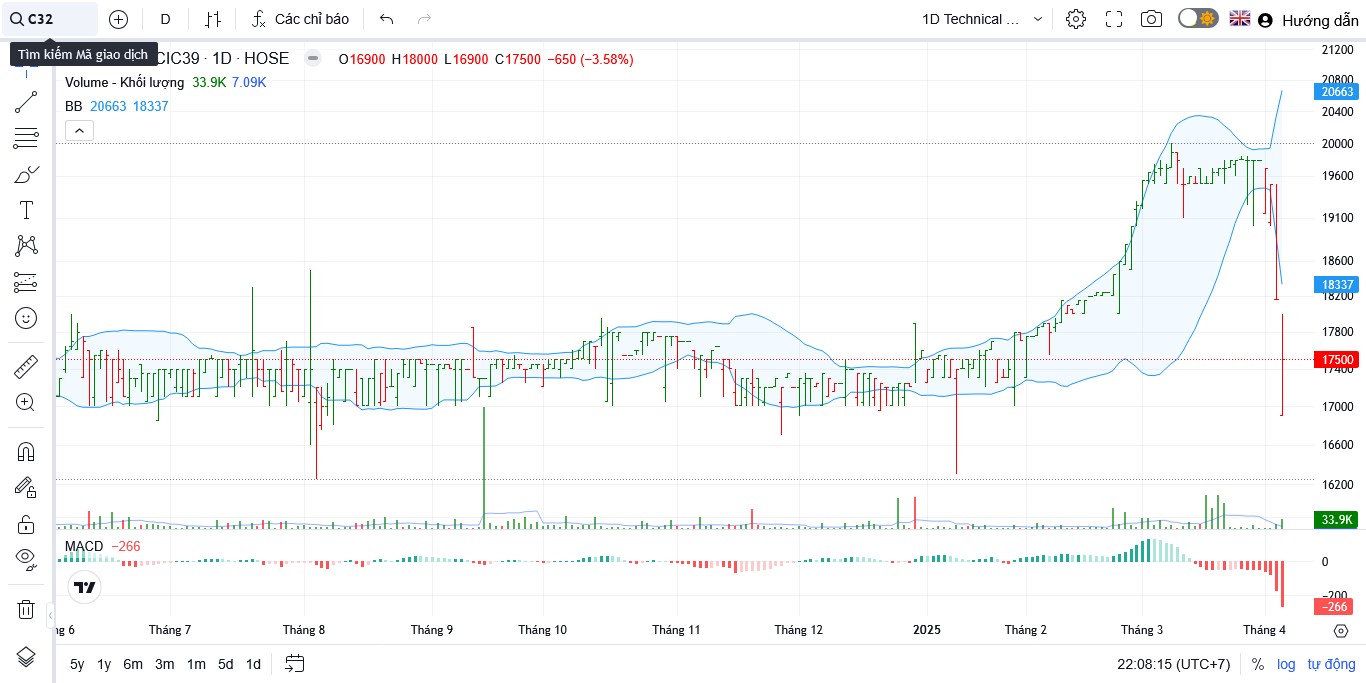 C32
D
Các chỉ báo
1D Technical ...
Hướng dẫn
Tìm kiếm Mã giao dịch
CIC39 · 1D · HOSE
O16900 H18000 L16900 C17500 −650 (−3.58%)
Volume - Khối lượng 33.9K 7.09K
BB 20663 18337
21200
20800
20663
20400
20000
19600
19100
18600
18337
18200
17800
17500
17400
17000
16600
16200
33.9K
MACD −266
0
−200
−266
ng 6 Tháng 7 Tháng 8 Tháng 9 Tháng 10 Tháng 11 Tháng 12 2025 Tháng 2 Tháng 3 Tháng 4
5y 1y 6m 3m 1m 5d 1d
22:08:15 (UTC+7) % log tự động